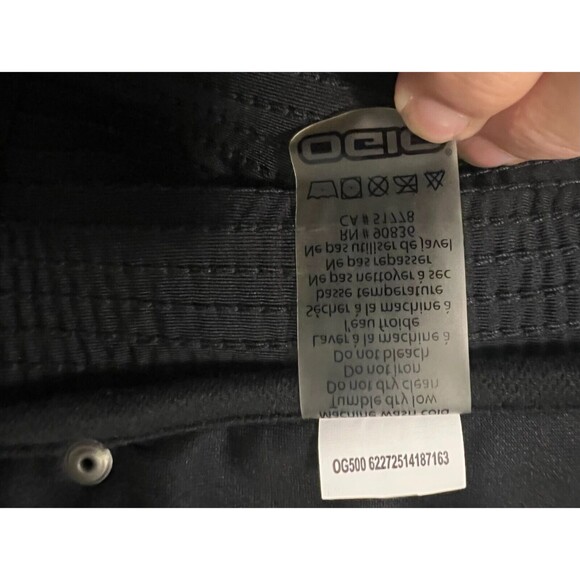 Machine wash cold
Tumble dry low
Do not dry clean
Do not iron
Do not bleach
Laver à la machine à
l'eau froide
Sécher à la machine à
basse temperature
Ne pas nettoyer à sec
Ne pas repasser
Ne pas utiliser de javel
RN # 90836
CA # 51778
OGIO
OG500 62272514187163